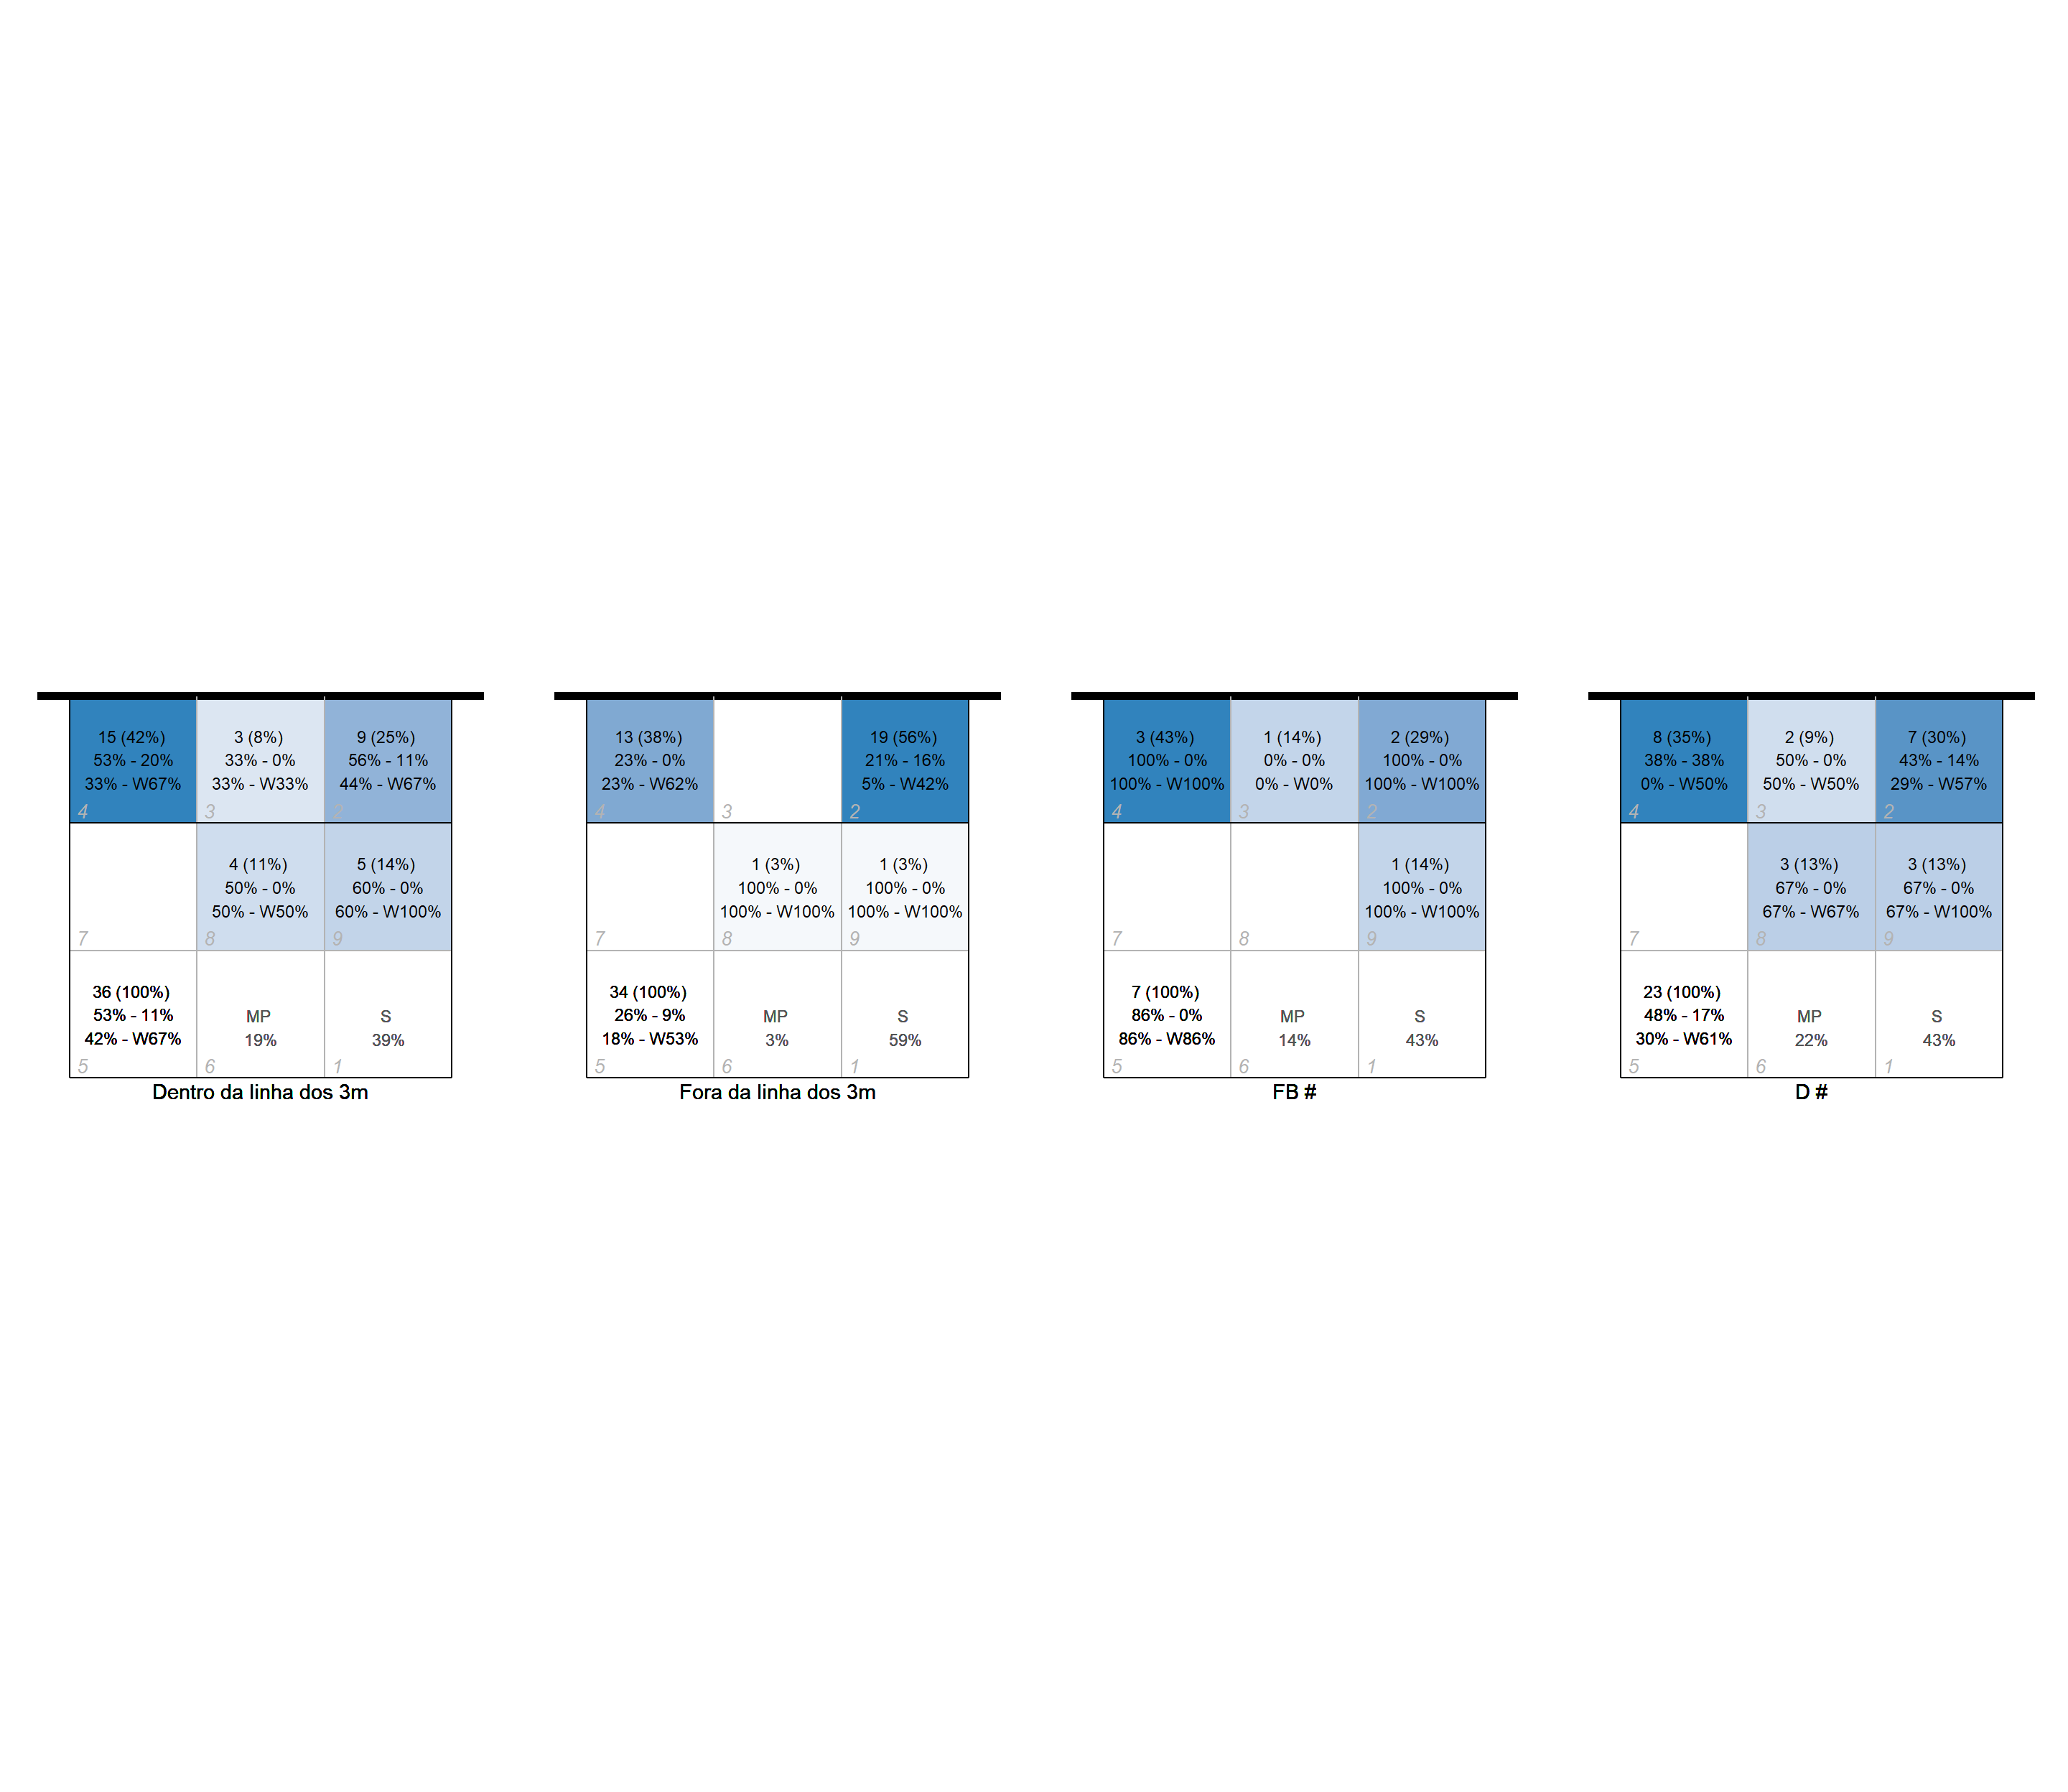 15 (42%)
53% - 20%
33% - W67%
4
3 (8%)
33% - 0%
33% - W33%
3
9 (25%)
56% - 11%
44% - W67%
2
7
4 (11%)
50% - 0%
50% - W50%
8
5 (14%)
60% - 0%
60% - W100%
9
36 (100%)
53% - 11%
42% - W67%
5
MP
19%
6
S
39%
1
Dentro da linha dos 3m
13 (38%)
23% - 0%
23% - W62%
4
3
19 (56%)
21% - 16%
5% - W42%
2
7
1 (3%)
100% - 0%
100% - W100%
8
1 (3%)
100% - 0%
100% - W100%
9
34 (100%)
26% - 9%
18% - W53%
5
MP
3%
6
S
59%
1
Fora da linha dos 3m
3 (43%)
100% - 0%
100% - W100%
4
1 (14%)
0% - 0%
0% - W0%
3
2 (29%)
100% - 0%
100% - W100%
2
7
8
1 (14%)
100% - 0%
100% - W100%
9
7 (100%)
86% - 0%
86% - W86%
5
MP
14%
6
S
43%
1
FB #
8 (35%)
38% - 38%
0% - W50%
4
2 (9%)
50% - 0%
50% - W50%
3
7 (30%)
43% - 14%
29% - W57%
2
7
3 (13%)
67% - 0%
67% - W67%
8
3 (13%)
67% - 0%
67% - W100%
9
23 (100%)
48% - 17%
30% - W61%
5
MP
22%
6
S
43%
1
D #